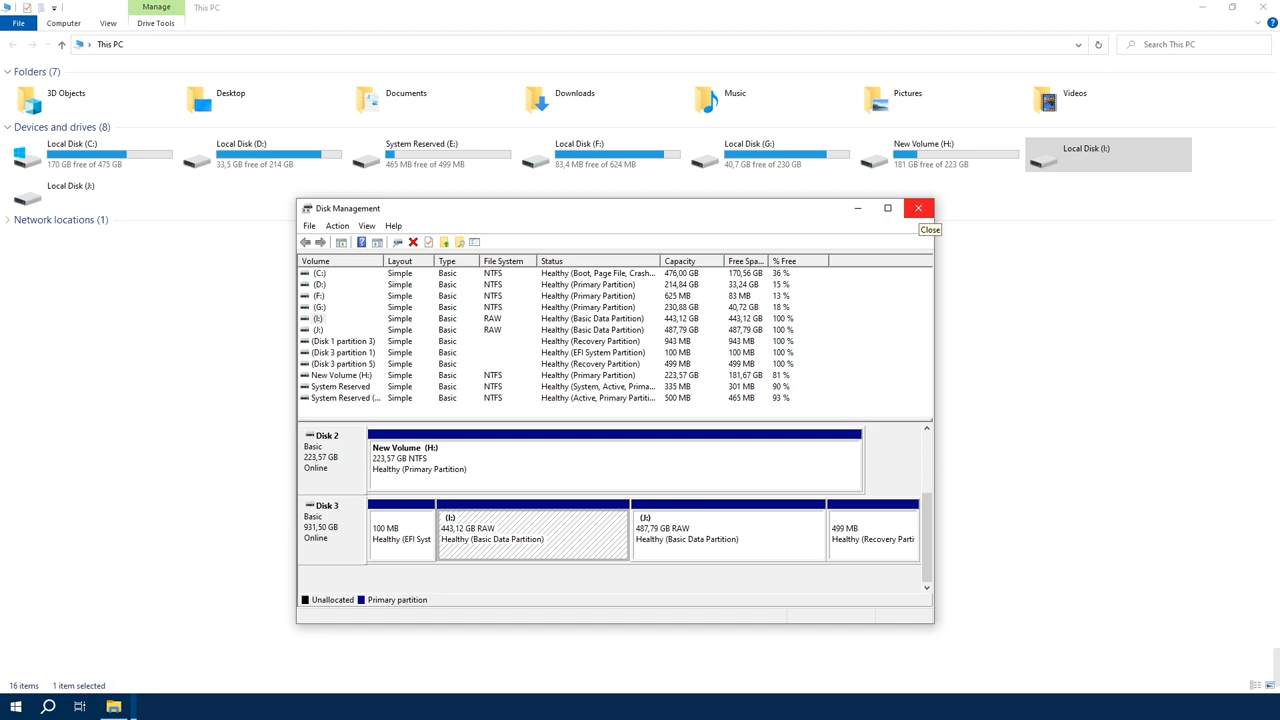 Manage This PC
File Computer View Drive Tools
This PC Search This PC
Folders (7)
3D Objects Desktop Documents Downloads Music Pictures Videos
Devices and drives (8)
Local Disk (C:) Local Disk (D:) System Reserved (E:) Local Disk (F:) Local Disk (G:) New Volume (H:) Local Disk (I:)
170 GB free of 475 GB 33,5 GB free of 214 GB 465 MB free of 499 MB 83,4 MB free of 624 MB 40,7 GB free of 230 GB 181 GB free of 223 GB
Local Disk (J:)
Network locations (1)
Disk Management
File Action View Help
Close
Volume Layout Type File System Status Capacity Free Spa... % Free
(C:) Simple Basic NTFS Healthy (Boot, Page File, Crash... 476,00 GB 170,56 GB 36 %
(D:) Simple Basic NTFS Healthy (Primary Partition) 214,84 GB 33,24 GB 15 %
(F:) Simple Basic NTFS Healthy (Primary Partition) 625 MB 83 MB 13 %
(G:) Simple Basic NTFS Healthy (Primary Partition) 230,88 GB 40,72 GB 18 %
(I:) Simple Basic RAW Healthy (Basic Data Partition) 443,12 GB 443,12 GB 100 %
(J:) Simple Basic RAW Healthy (Basic Data Partition) 487,79 GB 487,79 GB 100 %
(Disk 1 partition 3) Simple Basic Healthy (Recovery Partition) 943 MB 943 MB 100 %
(Disk 3 partition 1) Simple Basic Healthy (EFI System Partition) 100 MB 100 MB 100 %
(Disk 3 partition 5) Simple Basic Healthy (Recovery Partition) 499 MB 499 MB 100 %
New Volume (H:) Simple Basic NTFS Healthy (Primary Partition) 223,57 GB 181,67 GB 81 %
System Reserved Simple Basic NTFS Healthy (System, Active, Prima... 335 MB 301 MB 90 %
System Reserved (... Simple Basic NTFS Healthy (Active, Primary Partiti... 500 MB 465 MB 93 %
Disk 2
Basic
223,57 GB
Online
New Volume (H:)
223,57 GB NTFS
Healthy (Primary Partition)
Disk 3
Basic
931,50 GB
Online
100 MB
Healthy (EFI Syst
(I:)
443,12 GB RAW
Healthy (Basic Data Partition)
(J:)
487,79 GB RAW
Healthy (Basic Data Partition)
499 MB
Healthy (Recovery Parti
Unallocated Primary partition
16 items 1 item selected